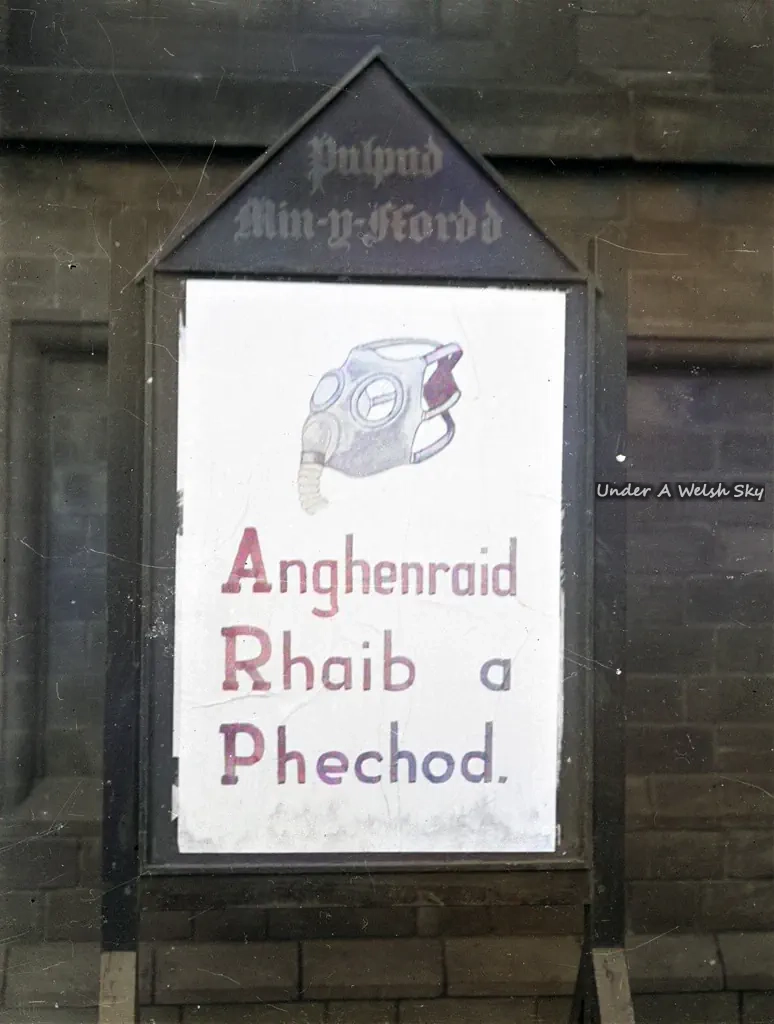 Pulpud
Min-y-Ffordd
Under A Welsh Sky
Anghenraid
Rhaib a
Phechod.